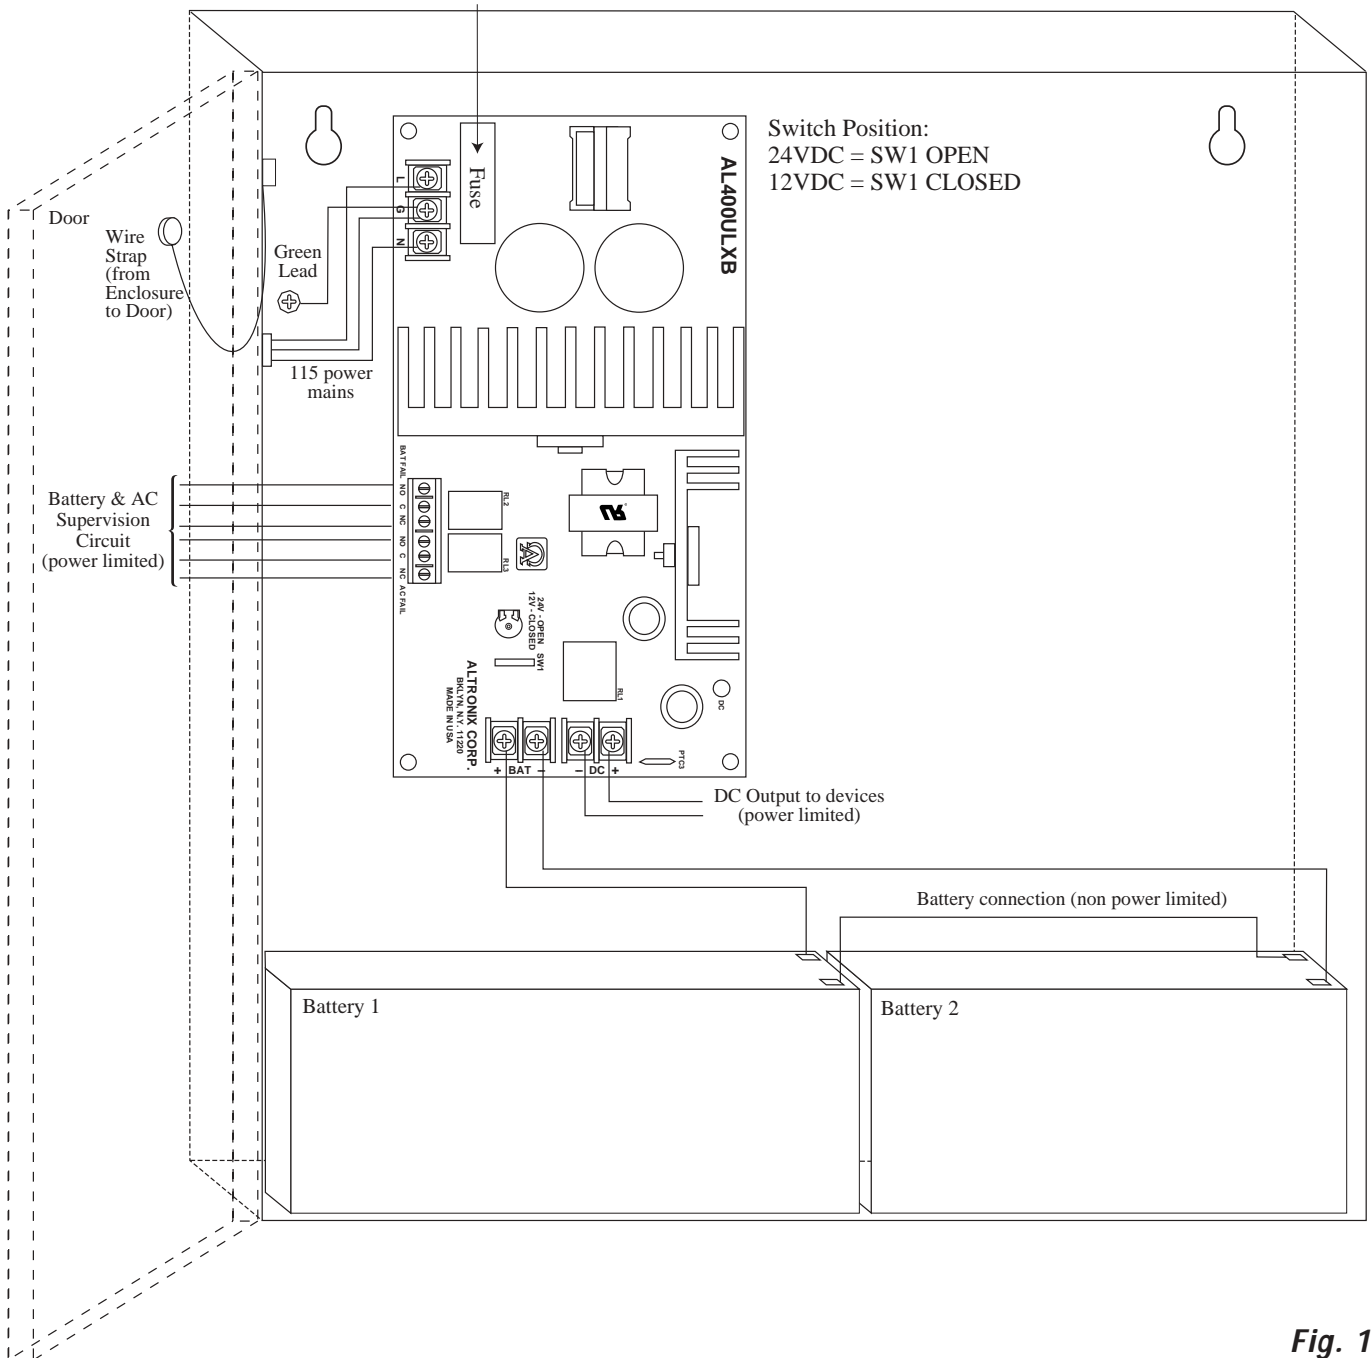 Switch Position:
24VDC = SW1 OPEN
12VDC = SW1 CLOSED
Fuse
L
G
N
AL400ULXB
Door
Wire
Strap
(from
Enclosure
to Door)
Green
Lead
115 power
mains
Battery & AC
Supervision
Circuit
(power limited)
BAT FAIL
NO
C
NC
NO
C
NC
AC FAIL
RL2
RL3
24V - OPEN
12V - CLOSED
SW1
RL1
DC
PTC3
ALTRONIX CORP.
BKLYN, N.Y. 11220
MADE IN USA
+ BAT –
– DC +
DC Output to devices
(power limited)
Battery connection (non power limited)
Battery 1
Battery 2
Fig. 1